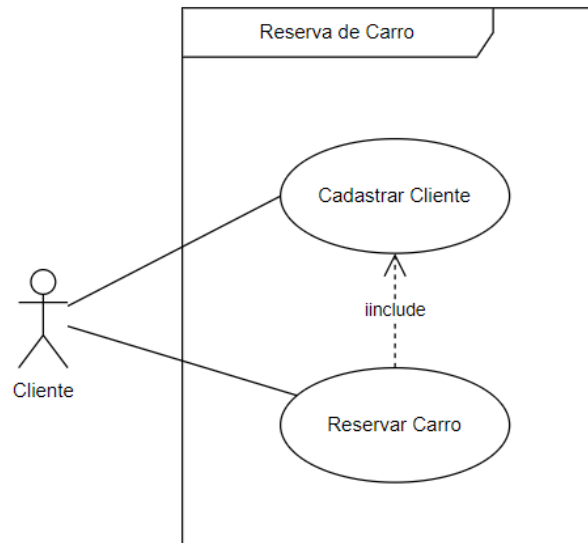 Reserva de Carro
Cadastrar Cliente
iinclude
Cliente
Reservar Carro